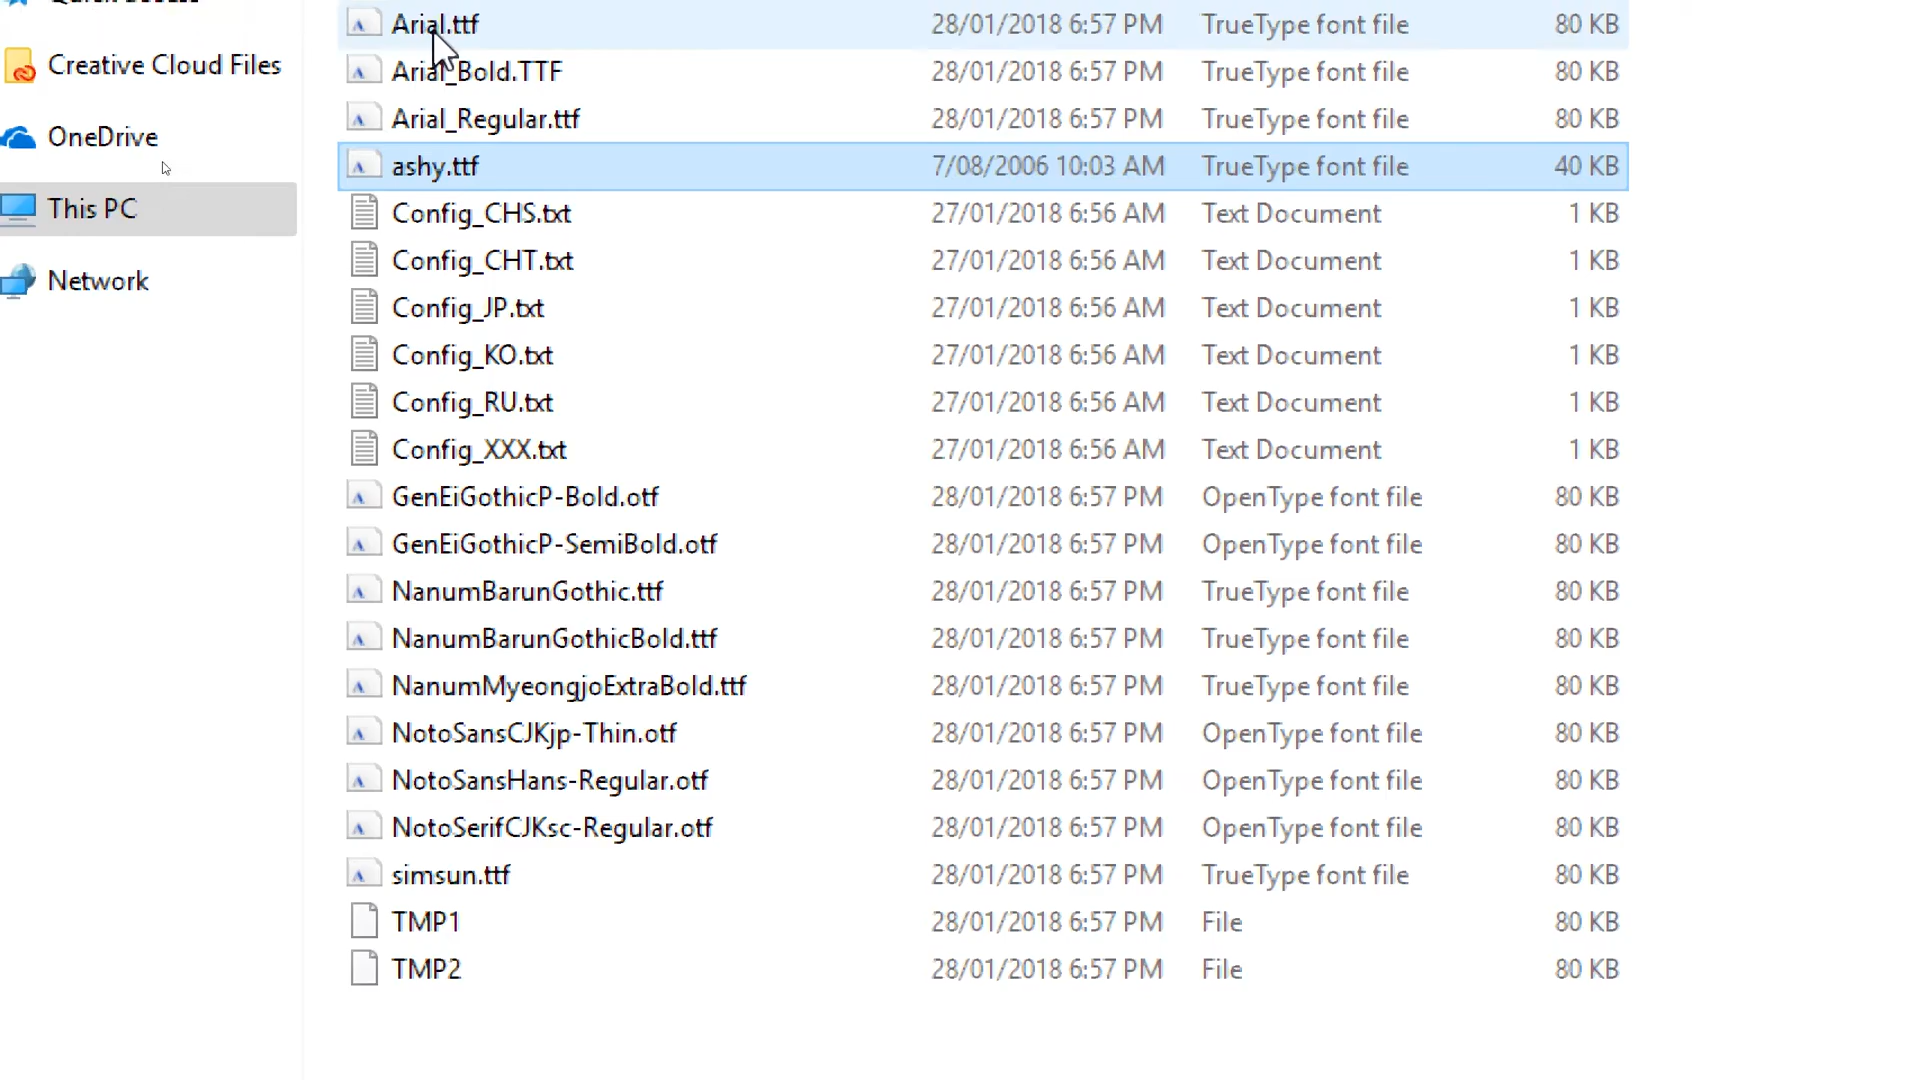 Quick access
Creative Cloud Files
OneDrive
This PC
Network
Arial.ttf 28/01/2018 6:57 PM TrueType font file 80 KB
Arial_Bold.TTF 28/01/2018 6:57 PM TrueType font file 80 KB
Arial_Regular.ttf 28/01/2018 6:57 PM TrueType font file 80 KB
ashy.ttf 7/08/2006 10:03 AM TrueType font file 40 KB
Config_CHS.txt 27/01/2018 6:56 AM Text Document 1 KB
Config_CHT.txt 27/01/2018 6:56 AM Text Document 1 KB
Config_JP.txt 27/01/2018 6:56 AM Text Document 1 KB
Config_KO.txt 27/01/2018 6:56 AM Text Document 1 KB
Config_RU.txt 27/01/2018 6:56 AM Text Document 1 KB
Config_XXX.txt 27/01/2018 6:56 AM Text Document 1 KB
GenEiGothicP-Bold.otf 28/01/2018 6:57 PM OpenType font file 80 KB
GenEiGothicP-SemiBold.otf 28/01/2018 6:57 PM OpenType font file 80 KB
NanumBarunGothic.ttf 28/01/2018 6:57 PM TrueType font file 80 KB
NanumBarunGothicBold.ttf 28/01/2018 6:57 PM TrueType font file 80 KB
NanumMyeongjoExtraBold.ttf 28/01/2018 6:57 PM TrueType font file 80 KB
NotoSansCJKjp-Thin.otf 28/01/2018 6:57 PM OpenType font file 80 KB
NotoSansHans-Regular.otf 28/01/2018 6:57 PM OpenType font file 80 KB
NotoSerifCJKsc-Regular.otf 28/01/2018 6:57 PM OpenType font file 80 KB
simsun.ttf 28/01/2018 6:57 PM TrueType font file 80 KB
TMP1 28/01/2018 6:57 PM File 80 KB
TMP2 28/01/2018 6:57 PM File 80 KB